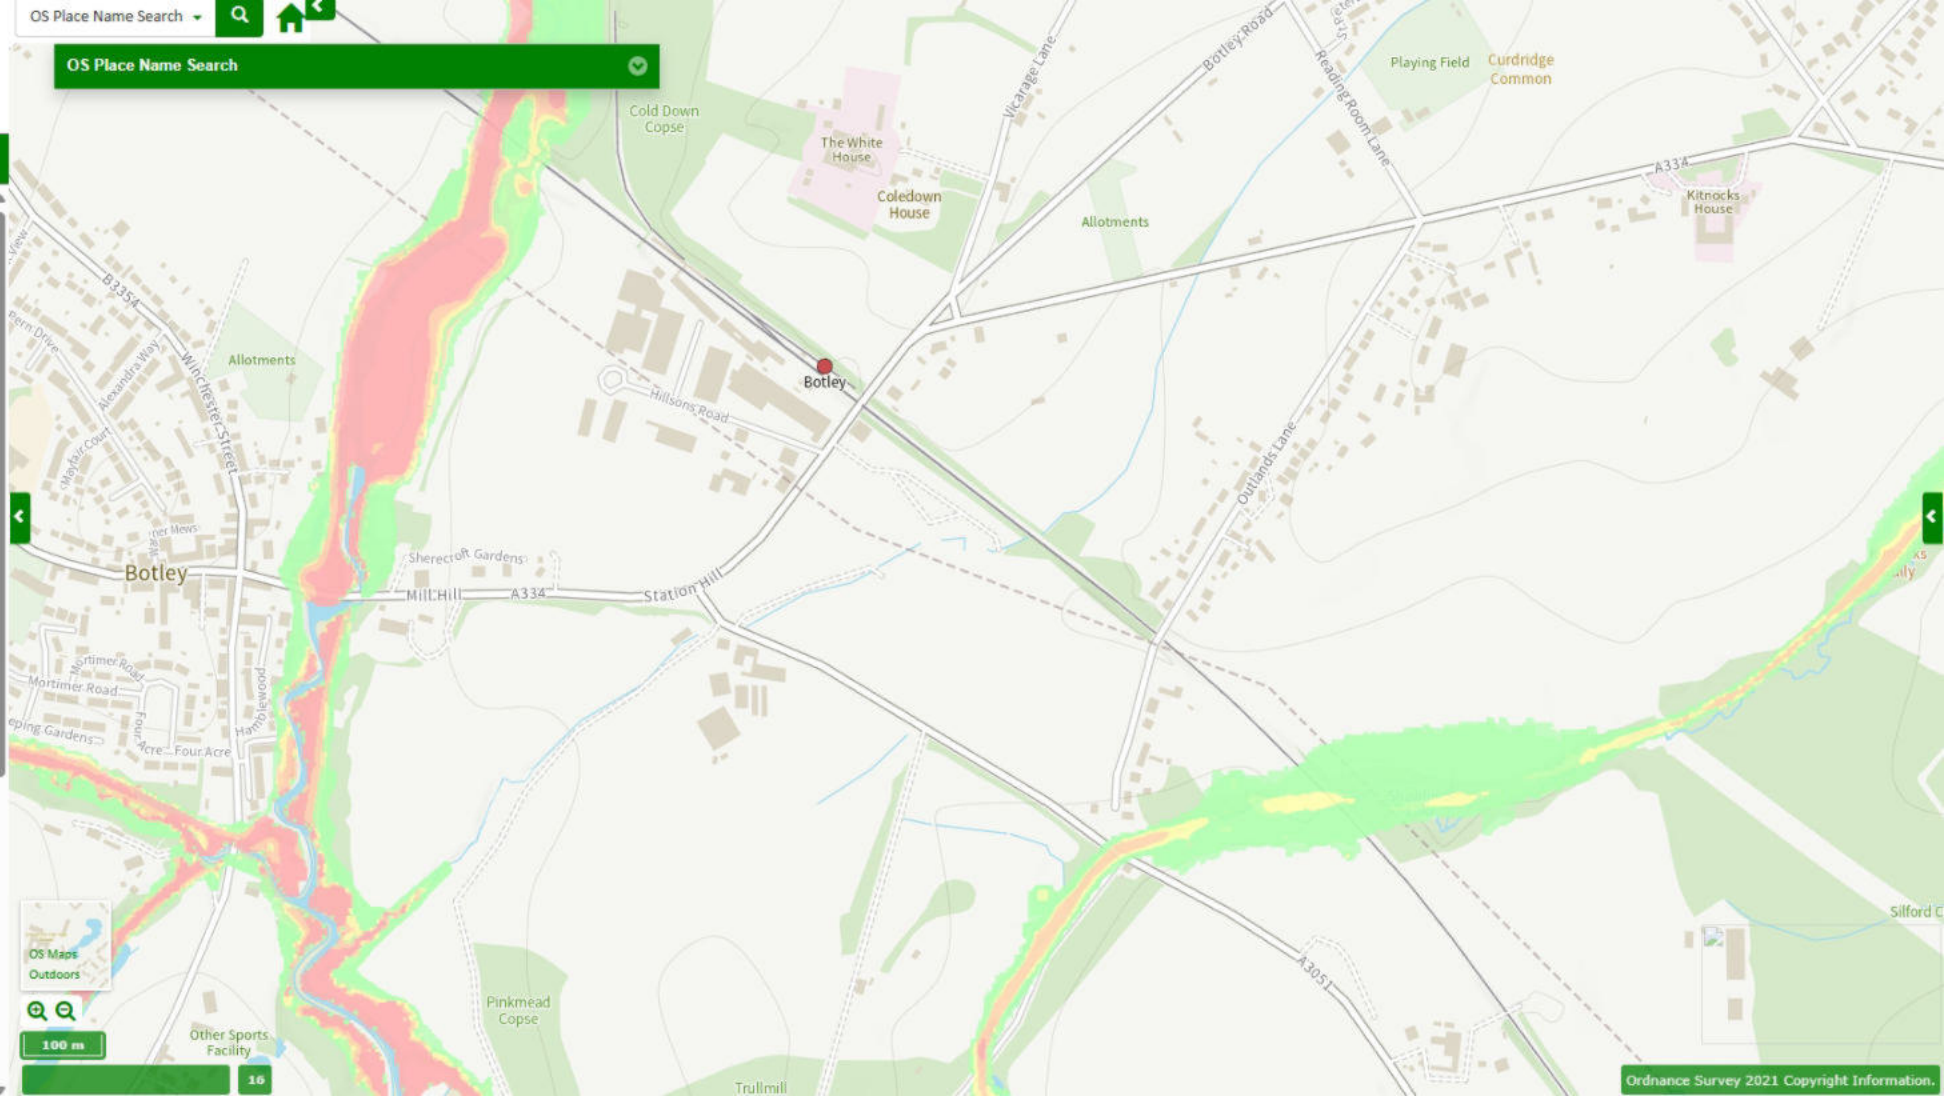 OS Place Name Search
OS Place Name Search
Cold Down
Copse
The White
House
Coledown
House
Vicarage Lane
Botley Road
Reading Room Lane
Playing Field
Curdridge
Common
A334
Kitnocks
House
Allotments
B3354
Alexandra Way
Winchester Street
Mayfair Court
Allotments
Hillsons Road
Botley
Outlands Lane
Botley
Sherecroft Gardens
Mill Hill
A334
Station Hill
Mortimer Road
Mortimer Road
Hamblewood
Four Acre
Four Acre
A3051
Silford C
OS Maps
Outdoors
100 m
16
Other Sports
Facility
Pinkmead
Copse
Trullmill
Ordnance Survey 2021 Copyright Information.